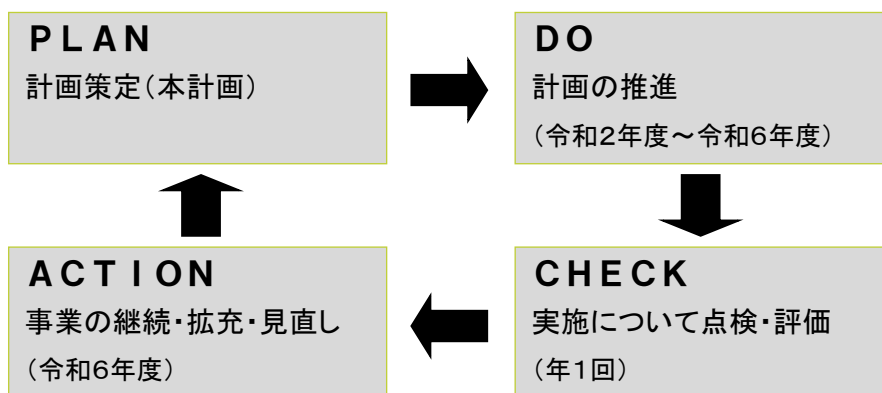 ＰＬＡＮ
計画策定（本計画）
ＤＯ
計画の推進
（令和２年度～令和６年度）
ＡＣＴＩＯＮ
事業の継続・拡充・見直し
（令和６年度）
ＣＨＥＣＫ
実施について点検・評価
（年１回）